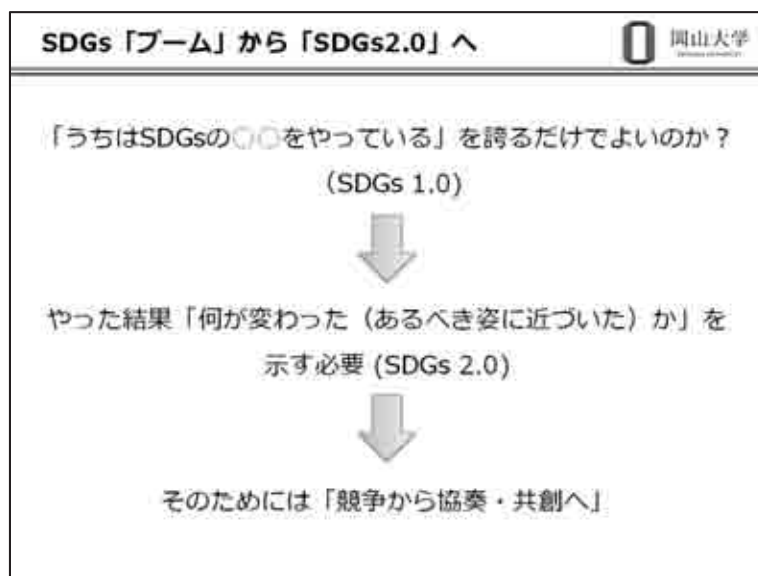 SDGs「ブーム」から「SDGs2.0」へ
岡山大学
「うちはSDGsの○○をやっている」を誇るだけでよいのか？
（SDGs 1.0)
やった結果「何が変わった（あるべき姿に近づいた）か」を
示す必要 (SDGs 2.0)
そのためには「競争から協奏・共創へ」